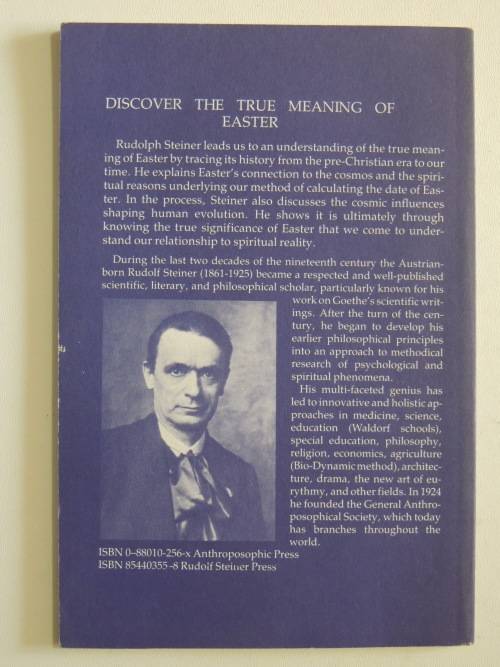 DISCOVER THE TRUE MEANING OF
EASTER
Rudolph Steiner leads us to an understanding of the true mean-
ing of Easter by tracing its history from the pre-Christian era to our
time. He explains Easter's connection to the cosmos and the spiri-
tual reasons underlying our method of calculating the date of Eas-
ter. In the process, Steiner also discusses the cosmic influences
shaping human evolution. He shows it is ultimately through
knowing the true significance of Easter that we come to under-
stand our relationship to spiritual reality.
During the last two decades of the nineteenth century the Austrian-
born Rudolf Steiner (1861-1925) became a respected and well-published
scientific, literary, and philosophical scholar, particularly known for his
work on Goethe's scientific writ-
ings. After the turn of the cen-
tury, he began to develop his
earlier philosophical principles
into an approach to methodical
research of psychological and
spiritual phenomena.
His multi-faceted genius has
led to innovative and holistic ap-
proaches in medicine, science,
education (Waldorf schools),
special education, philosophy,
religion, economics, agriculture
(Bio-Dynamic method), architec-
ture, drama, the new art of eu-
rythmy, and other fields. In 1924
he founded the General Anthro-
posophical Society, which today
has branches throughout the
world.
ISBN 0-88010-256-x Anthroposophic Press
ISBN 85440355-8 Rudolf Steiner Press